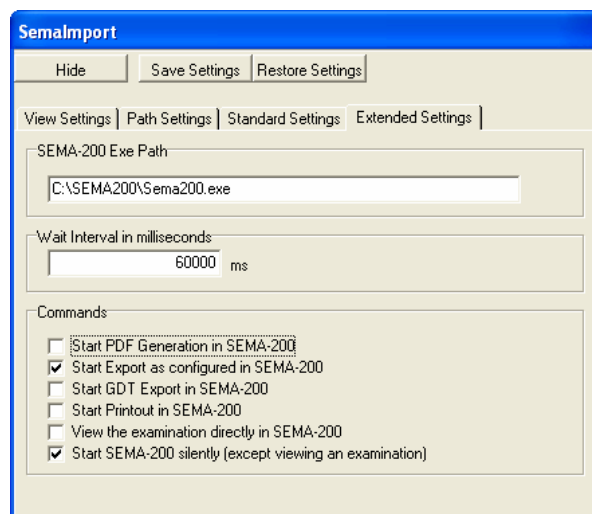 SemaImport
Hide Save Settings Restore Settings
View Settings Path Settings Standard Settings Extended Settings
SEMA-200 Exe Path
C:\SEMA200\Sema200.exe
Wait Interval in milliseconds
60000 ms
Commands
Start PDF Generation in SEMA-200
Start Export as configured in SEMA-200
Start GDT Export in SEMA-200
Start Printout in SEMA-200
View the examination directly in SEMA-200
Start SEMA-200 silently (except viewing an examination)